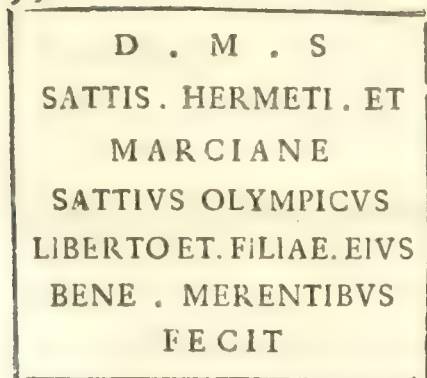 D . M . S
SATTIS . HERMETI . ET
MARCIANE
SATTIVS OLYMPICVS
LIBERTO ET . FILIAE . EIVS
BENE . MERENTIBVS
FECIT